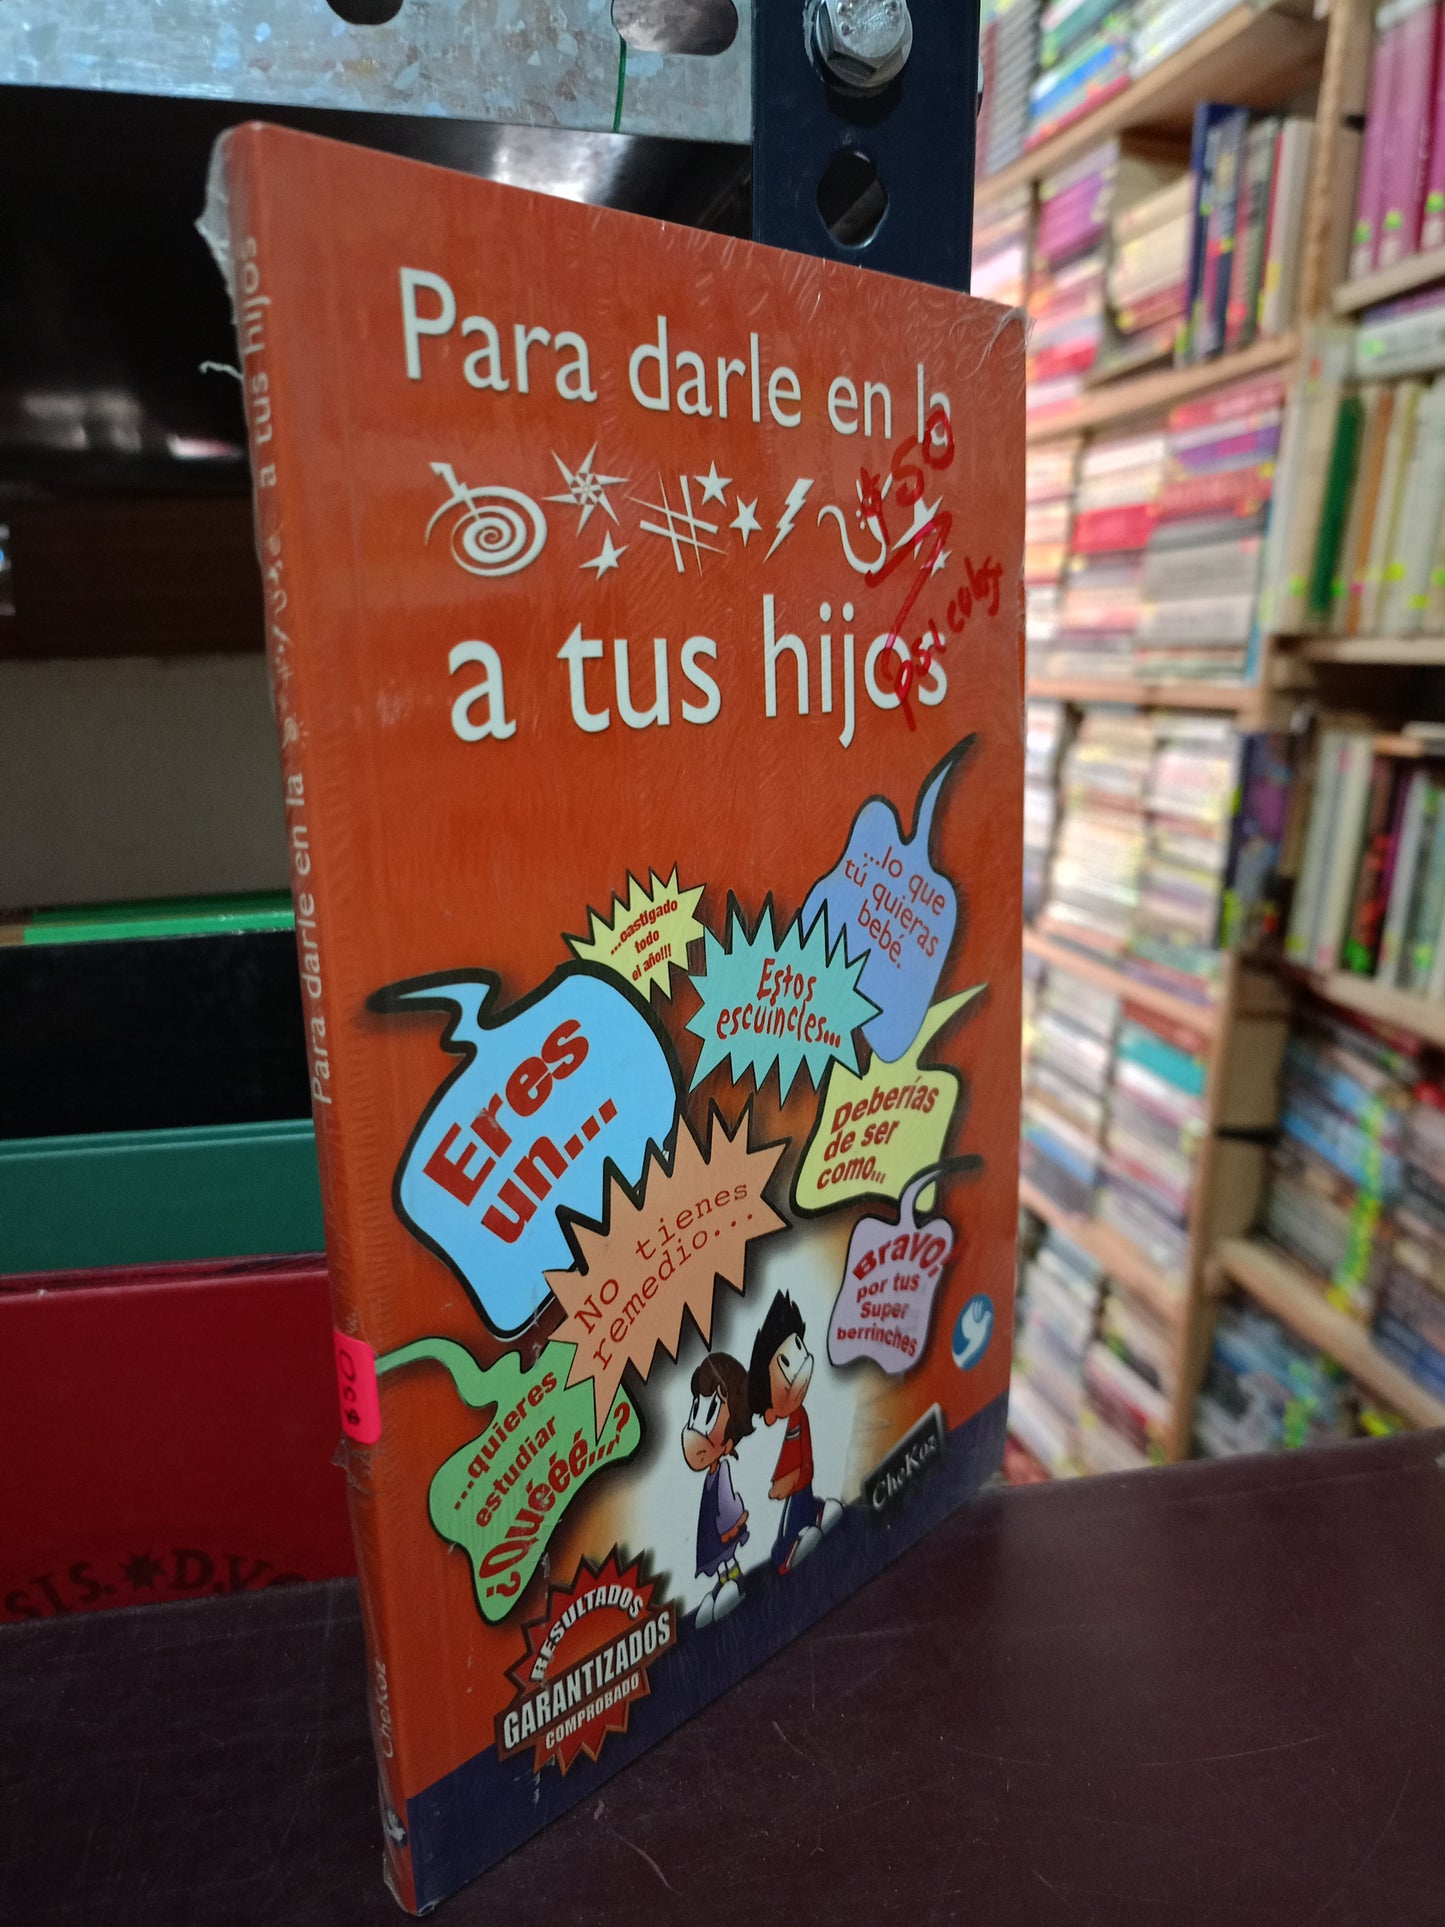 Para darle en la
a tus hijos
$50
Psicolog
...lo que
tú quieras
bebé.
...castigado
todo
el año!!!
Estos
escuincles...
Eres
un...
Deberías
de ser
como...
No tienes
remedio...
Bravo!
por tus
Super
berrinches
...quieres
estudiar
¿Quééé...?
CheKoz
RESULTADOS
GARANTIZADOS
COMPROBADO
Para darle en la
a tus hijos
$50
CheKoz
SIS.
D.V